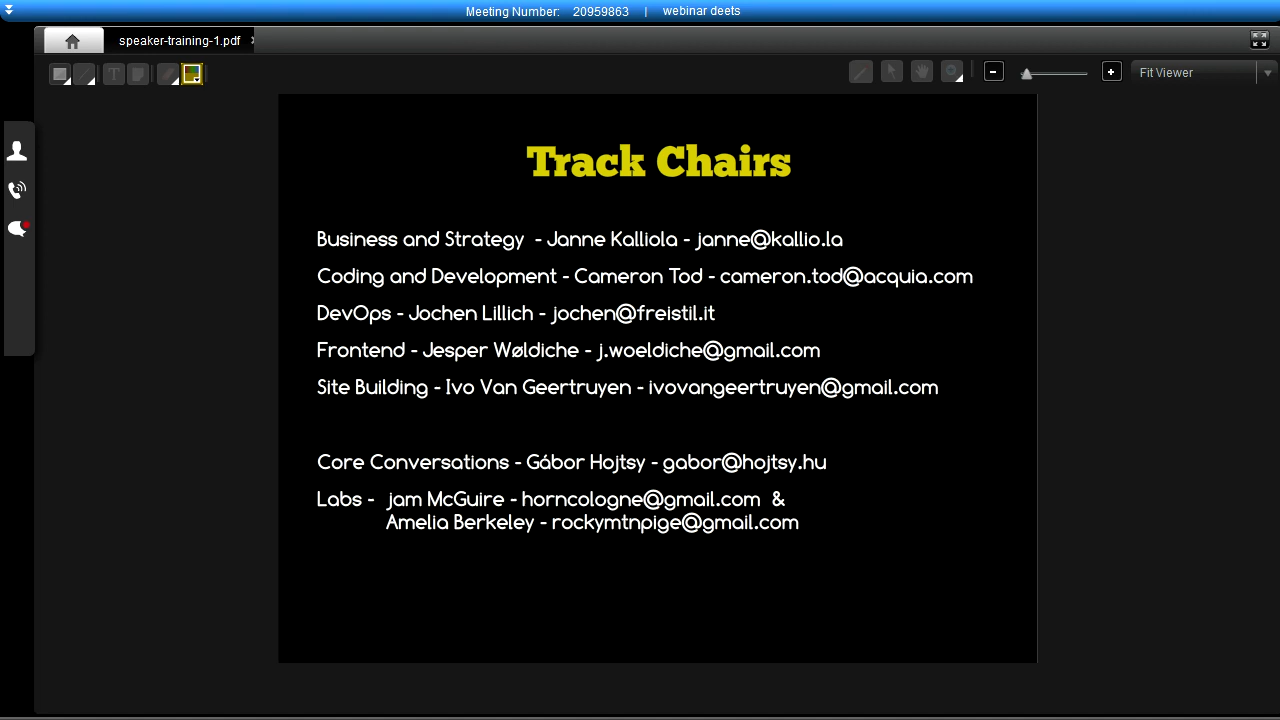 Meeting Number: 20959863 | webinar deets
speaker-training-1.pdf
Fit Viewer
Track Chairs
Business and Strategy - Janne Kalliola - janne@kallio.la
Coding and Development - Cameron Tod - cameron.tod@acquia.com
DevOps - Jochen Lillich - jochen@freistil.it
Frontend - Jesper Wøldiche - j.woeldiche@gmail.com
Site Building - Ivo Van Geertruyen - ivovangeertruyen@gmail.com
Core Conversations - Gábor Hojtsy - gabor@hojtsy.hu
Labs - jam McGuire - horncologne@gmail.com &
Amelia Berkeley - rockymtnpige@gmail.com